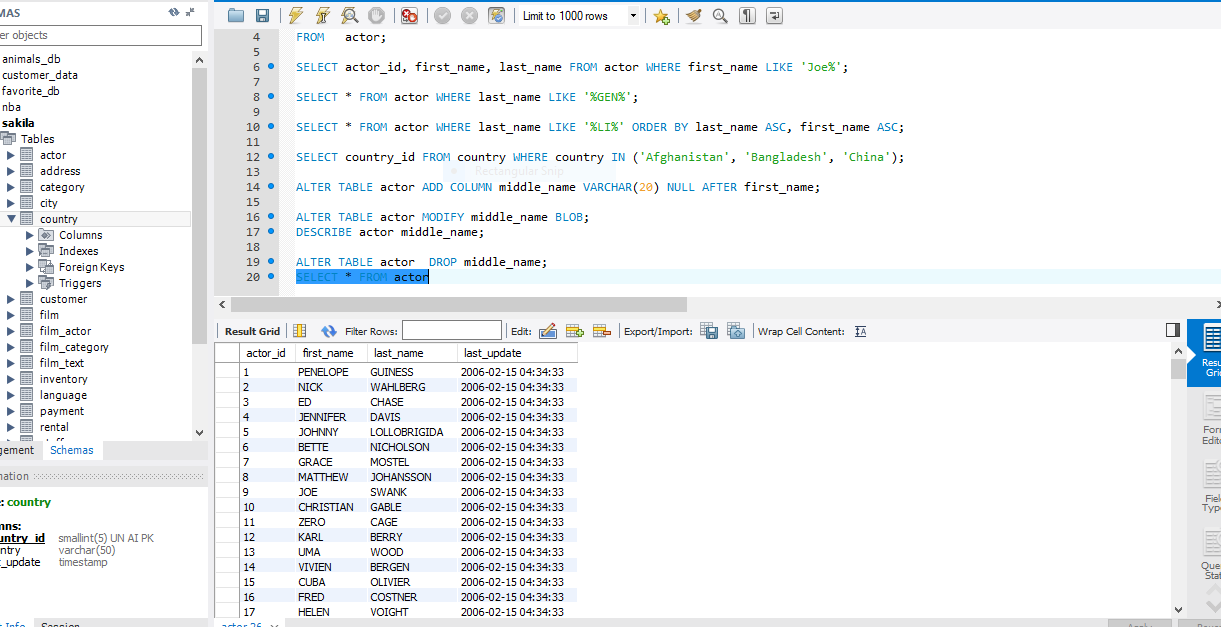 MAS
er objects
animals_db
customer_data
favorite_db
nba
sakila
Tables
actor
address
category
city
country
Columns
Indexes
Foreign Keys
Triggers
customer
film
film_actor
film_category
film_text
inventory
language
payment
rental
gement Schemas
mation
: country
mns:
untry_id smallint(5) UN AI PK
ntry varchar(50)
t_update timestamp
t Info Session
Limit to 1000 rows
4 FROM actor;
5
6 SELECT actor_id, first_name, last_name FROM actor WHERE first_name LIKE 'Joe%';
7
8 SELECT * FROM actor WHERE last_name LIKE '%GEN%';
9
10 SELECT * FROM actor WHERE last_name LIKE '%LI%' ORDER BY last_name ASC, first_name ASC;
11
12 SELECT country_id FROM country WHERE country IN ('Afghanistan', 'Bangladesh', 'China');
13 Rectangular Snip
14 ALTER TABLE actor ADD COLUMN middle_name VARCHAR(20) NULL AFTER first_name;
15
16 ALTER TABLE actor MODIFY middle_name BLOB;
17 DESCRIBE actor middle_name;
18
19 ALTER TABLE actor DROP middle_name;
20 SELECT * FROM actor
Result Grid Filter Rows: Edit: Export/Import: Wrap Cell Content:
actor_id first_name last_name last_update
1 PENELOPE GUINESS 2006-02-15 04:34:33
2 NICK WAHLBERG 2006-02-15 04:34:33
3 ED CHASE 2006-02-15 04:34:33
4 JENNIFER DAVIS 2006-02-15 04:34:33
5 JOHNNY LOLLOBRIGIDA 2006-02-15 04:34:33
6 BETTE NICHOLSON 2006-02-15 04:34:33
7 GRACE MOSTEL 2006-02-15 04:34:33
8 MATTHEW JOHANSSON 2006-02-15 04:34:33
9 JOE SWANK 2006-02-15 04:34:33
10 CHRISTIAN GABLE 2006-02-15 04:34:33
11 ZERO CAGE 2006-02-15 04:34:33
12 KARL BERRY 2006-02-15 04:34:33
13 UMA WOOD 2006-02-15 04:34:33
14 VIVIEN BERGEN 2006-02-15 04:34:33
15 CUBA OLIVIER 2006-02-15 04:34:33
16 FRED COSTNER 2006-02-15 04:34:33
17 HELEN VOIGHT 2006-02-15 04:34:33
actor 26
Resu
Gri
Forr
Edito
Fiel
Type
Que
Stat
Apply